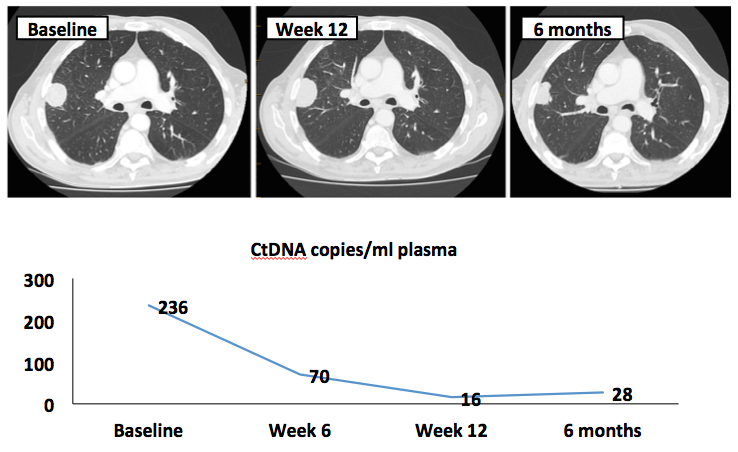 Baseline
Week 12
6 months
CtDNA copies/ml plasma
300
200
100
0
236
70
16
28
Baseline
Week 6
Week 12
6 months